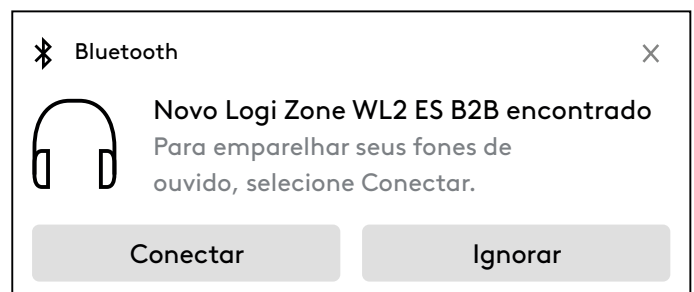 Bluetooth
Novo Logi Zone WL2 ES B2B encontrado
Para emparelhar seus fones de
ouvido, selecione Conectar.
Conectar
Ignorar